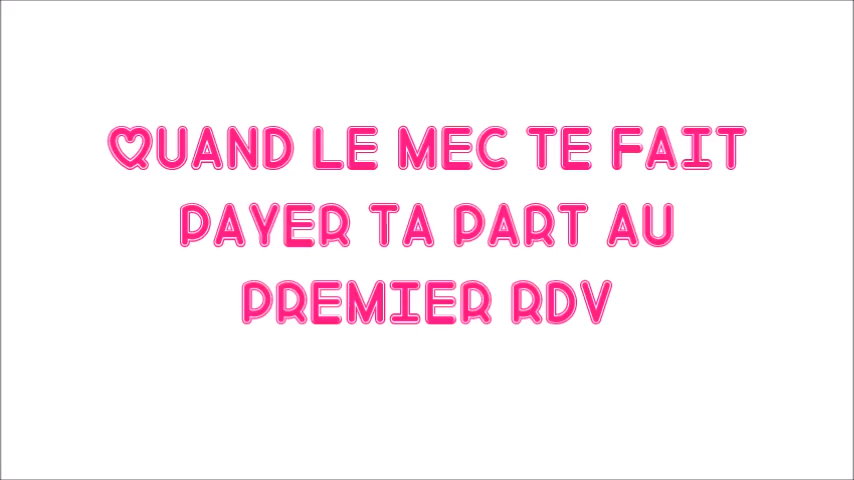 QUAND LE MEC TE FAIT
PAYER TA PART AU
PREMIER RDV